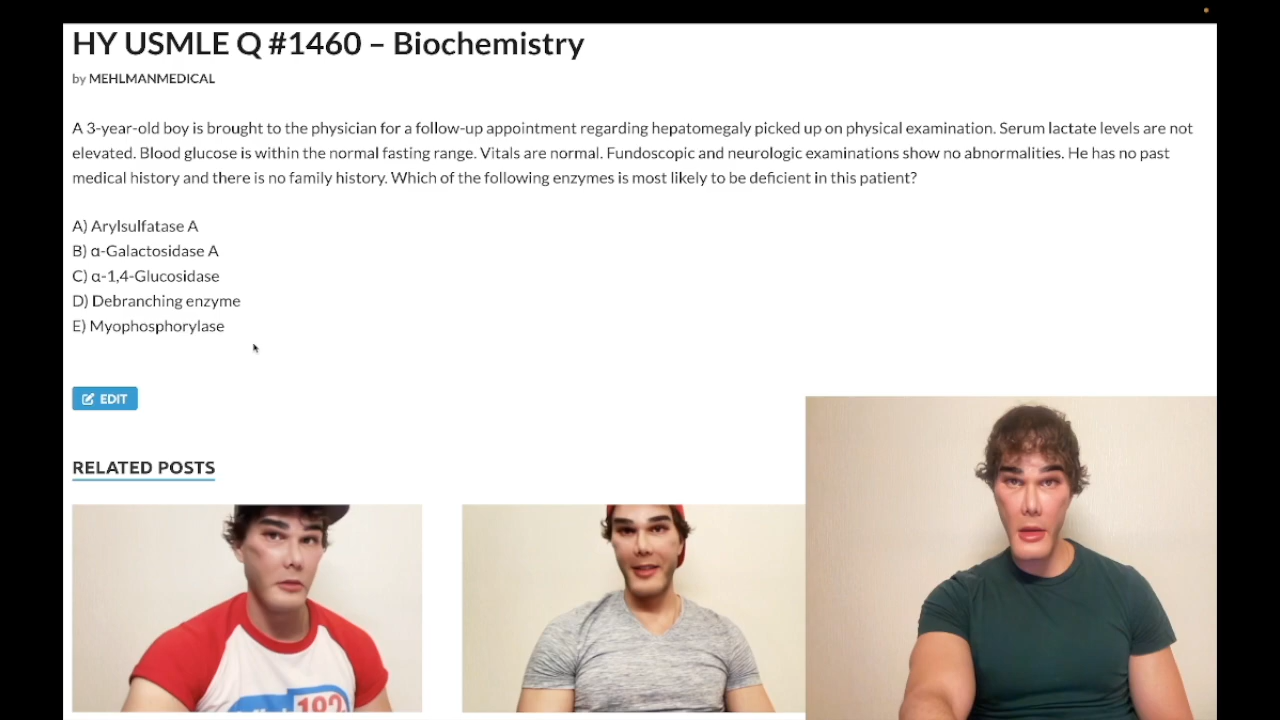 HY USMLE Q #1460 – Biochemistry
by MEHLMANMEDICAL
A 3-year-old boy is brought to the physician for a follow-up appointment regarding hepatomegaly picked up on physical examination. Serum lactate levels are not
elevated. Blood glucose is within the normal fasting range. Vitals are normal. Fundoscopic and neurologic examinations show no abnormalities. He has no past
medical history and there is no family history. Which of the following enzymes is most likely to be deficient in this patient?
A) Arylsulfatase A
B) α-Galactosidase A
C) α-1,4-Glucosidase
D) Debranching enzyme
E) Myophosphorylase
EDIT
RELATED POSTS